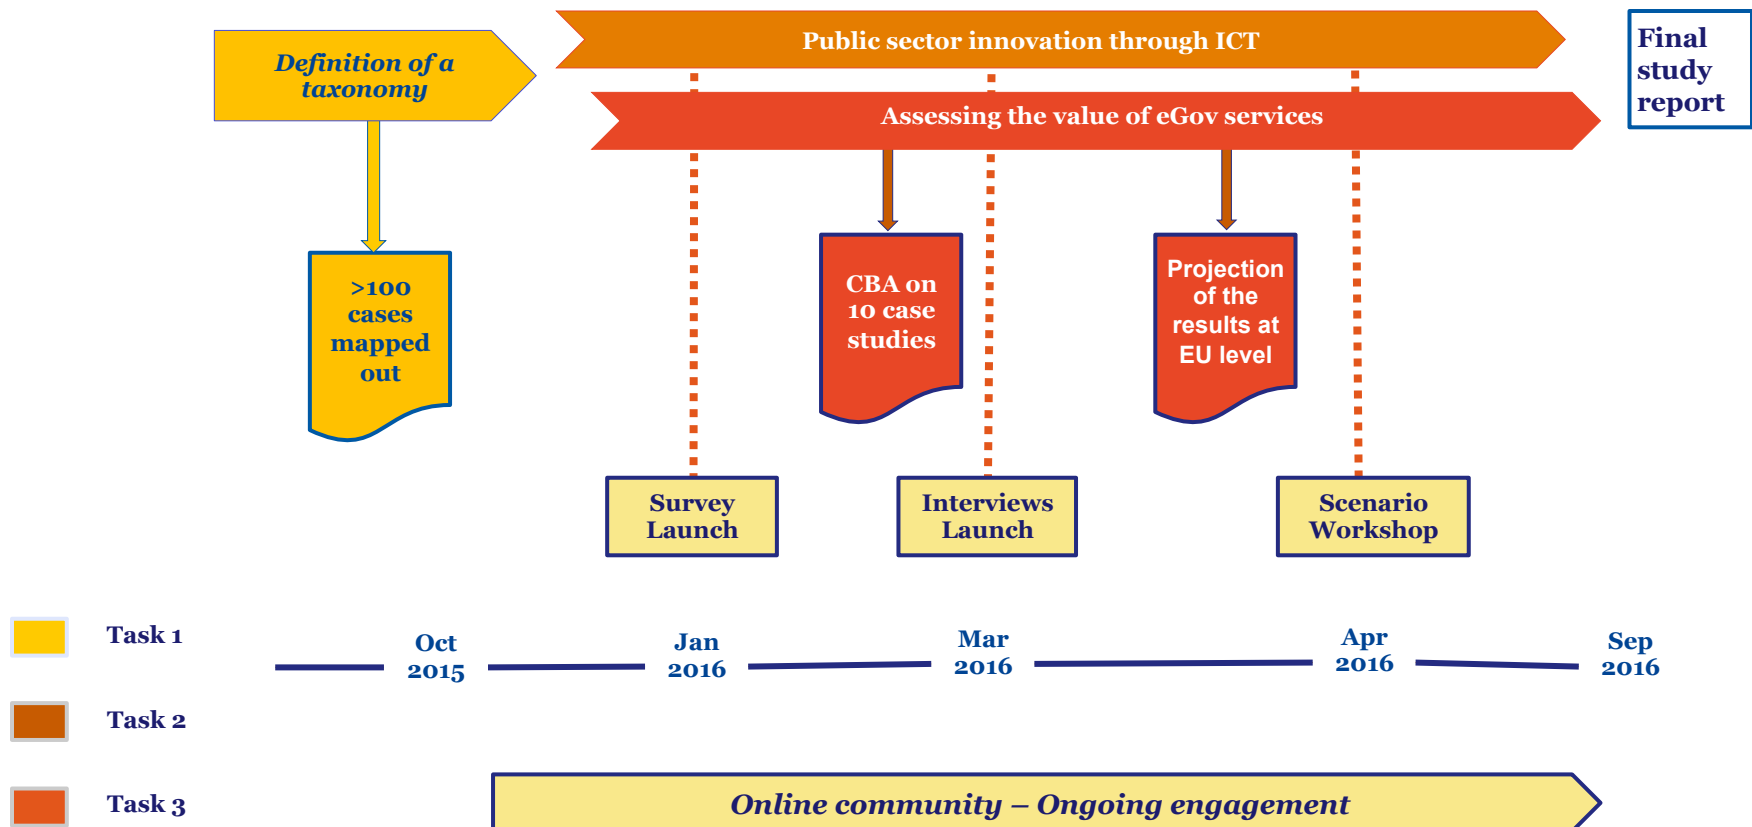 Definition of a
taxonomy
Public sector innovation through ICT
Assessing the value of eGov services
Final
study
report
>100
cases
mapped
out
CBA on
10 case
studies
Projection
of the
results at
EU level
Survey
Launch
Interviews
Launch
Scenario
Workshop
Task 1
Oct
2015
Jan
2016
Mar
2016
Apr
2016
Sep
2016
Task 2
Task 3
Online community – Ongoing engagement